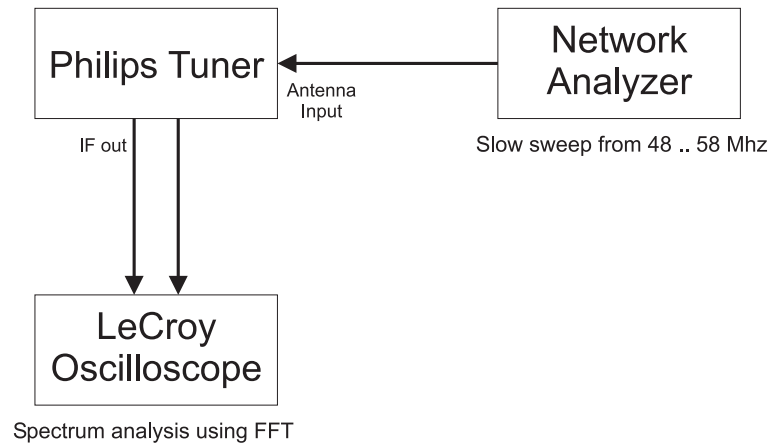 Philips Tuner
Network
Analyzer
Antenna
Input
IF out
Slow sweep from 48 .. 58 Mhz
LeCroy
Oscilloscope
Spectrum analysis using FFT